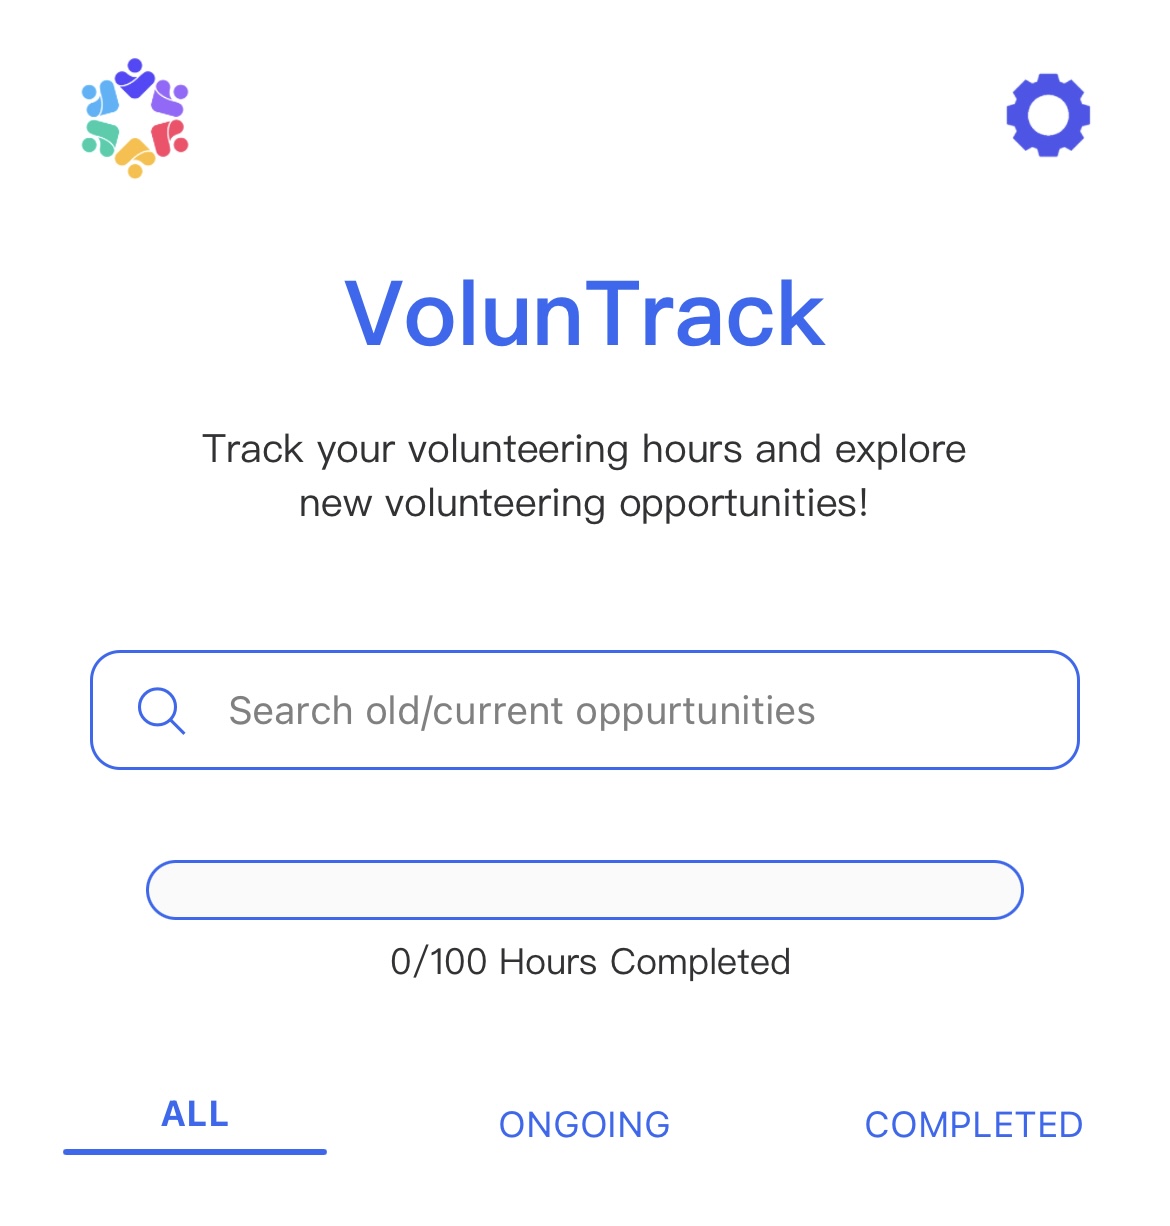 VolunTrack
Track your volunteering hours and explore
new volunteering opportunities!
Search old/current oppurtunities
0/100 Hours Completed
ALL
ONGOING
COMPLETED